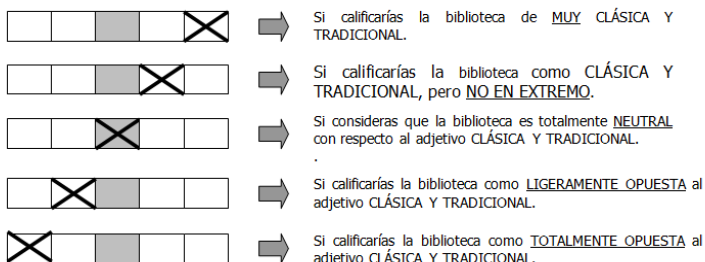 Si calificarías la biblioteca de MUY CLÁSICA Y
TRADICIONAL.
Si calificarías la biblioteca como CLÁSICA Y
TRADICIONAL, pero NO EN EXTREMO.
Si consideras que la biblioteca es totalmente NEUTRAL
con respecto al adjetivo CLÁSICA Y TRADICIONAL.
.
Si calificarías la biblioteca como LIGERAMENTE OPUESTA al
adjetivo CLÁSICA Y TRADICIONAL.
Si calificarías la biblioteca como TOTALMENTE OPUESTA al
adjetivo CLÁSICA Y TRADICIONAL.